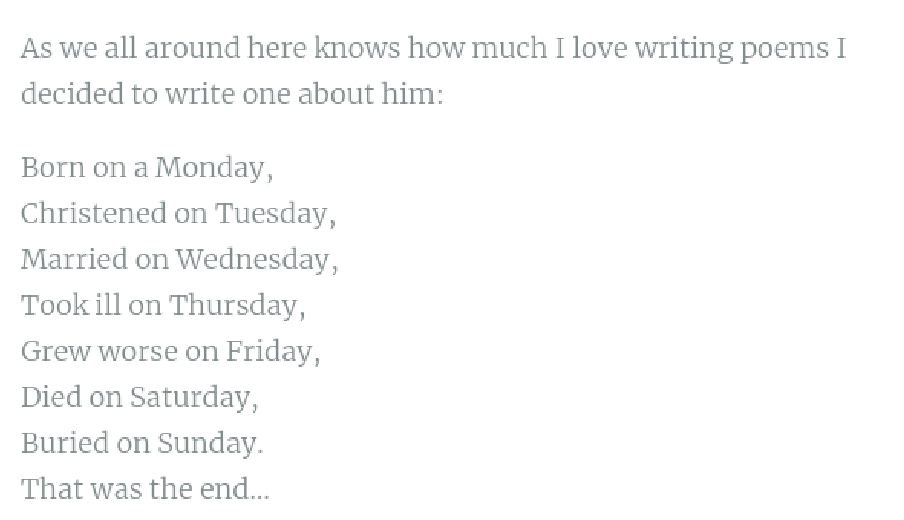 As we all around here knows how much I love writing poems I
decided to write one about him:
Born on a Monday,
Christened on Tuesday,
Married on Wednesday,
Took ill on Thursday,
Grew worse on Friday,
Died on Saturday,
Buried on Sunday.
That was the end...